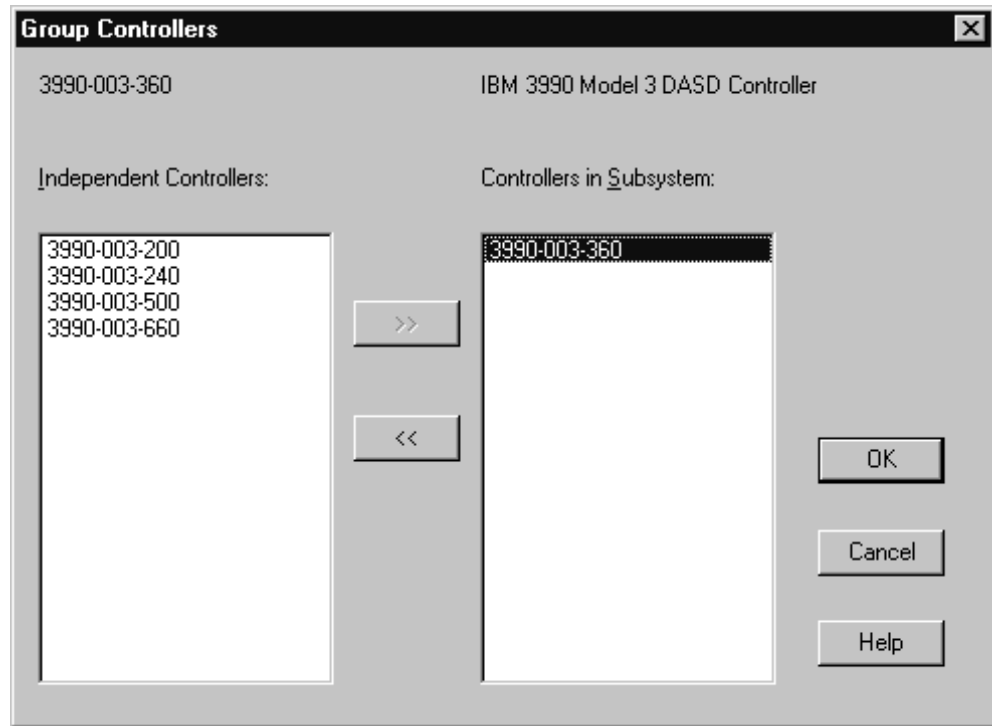 Group Controllers
3990-003-360
IBM 3990 Model 3 DASD Controller
Independent Controllers:
Controllers in Subsystem:
3990-003-200
3990-003-240
3990-003-500
3990-003-660
3990-003-360
>>
<<
OK
Cancel
Help